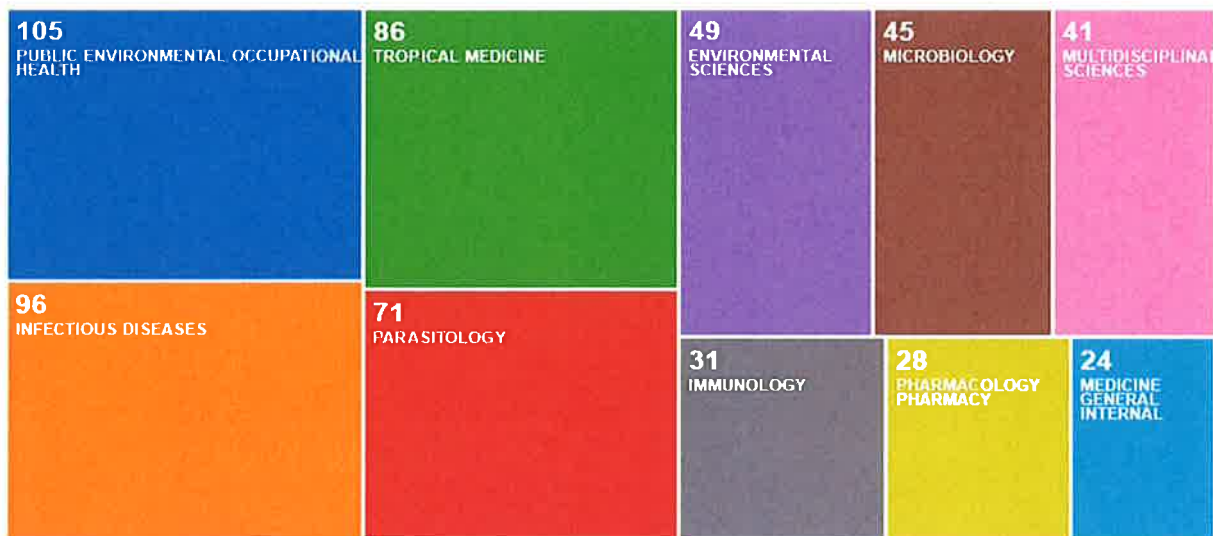 105
PUBLIC ENVIRONMENTAL OCCUPATIONAL
HEALTH
86
TROPICAL MEDICINE
49
ENVIRONMENTAL
SCIENCES
45
MICROBIOLOGY
41
MULTIDISCIPLINAR
SCIENCES
96
INFECTIOUS DISEASES
71
PARASITOLOGY
31
IMMUNOLOGY
28
PHARMACOLOGY
PHARMACY
24
MEDICINE
GENERAL
INTERNAL